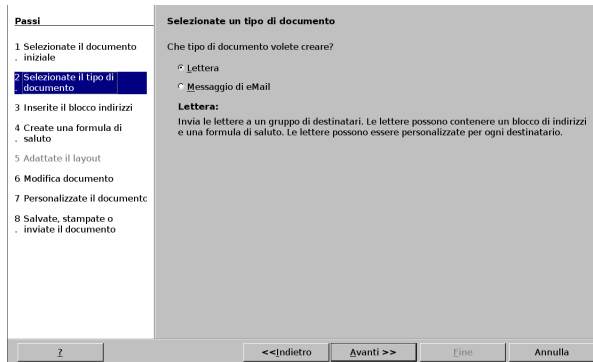 Passi
1 Selezionate il documento
. iniziale
2 Selezionate il tipo di
. documento
3 Inserite il blocco indirizzi
4 Create una formula di
. saluto
5 Adattate il layout
6 Modifica documento
7 Personalizzate il documento
8 Salvate, stampate o
. inviate il documento
Selezionate un tipo di documento
Che tipo di documento volete creare?
Lettera
Messaggio di eMail
Lettera:
Invia le lettere a un gruppo di destinatari. Le lettere possono contenere un blocco di indirizzi
e una formula di saluto. Le lettere possono essere personalizzate per ogni destinatario.
?
<<Indietro
Avanti >>
Fine
Annulla